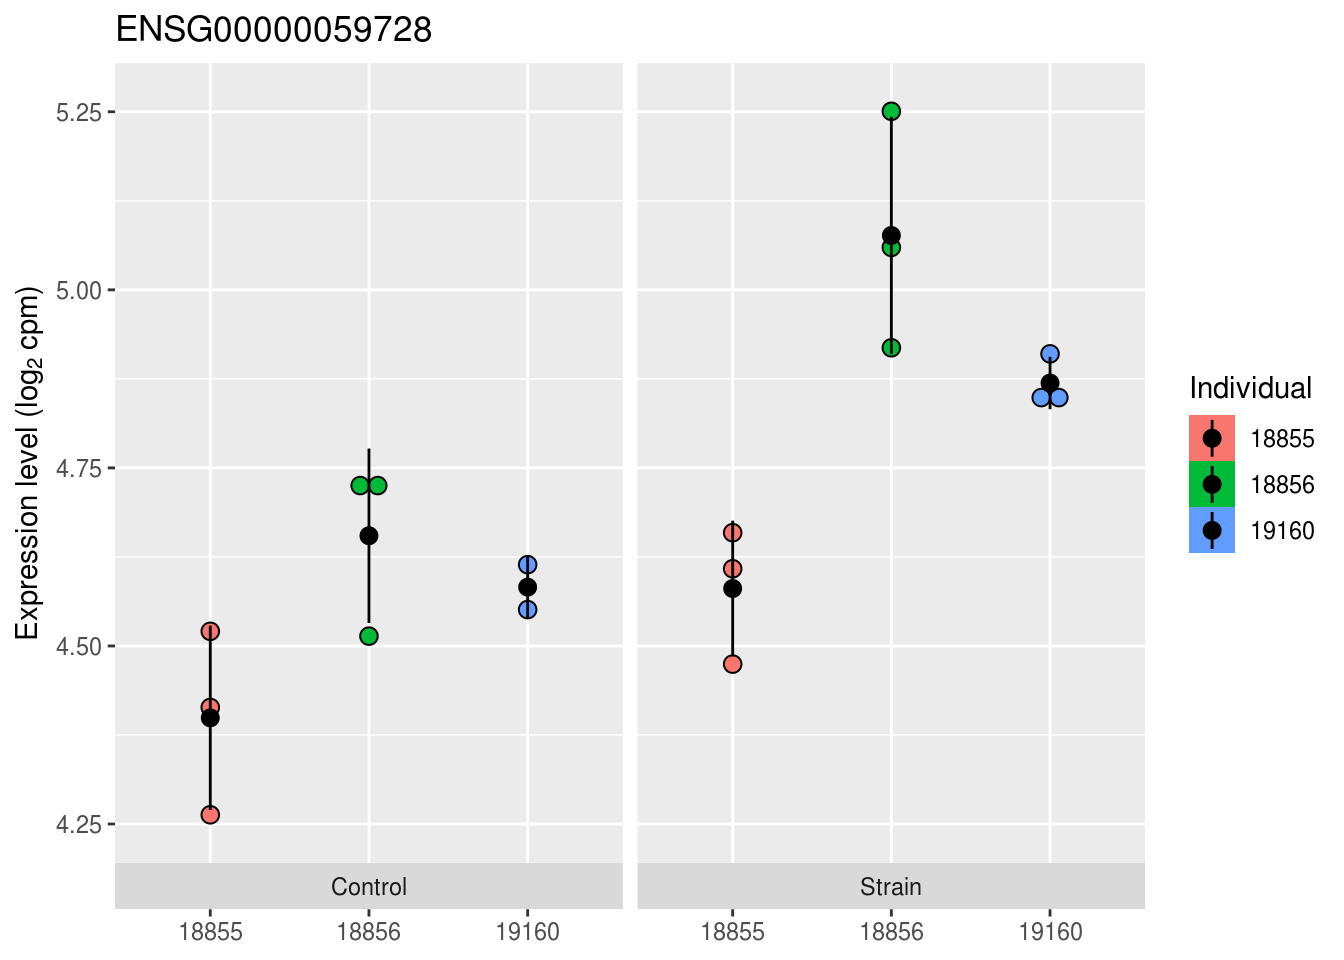 ENSG00000059728
Expression level (log₂ cpm)
5.25
5.00
4.75
4.50
4.25
Control
Strain
18855
18856
19160
18855
18856
19160
Individual
18855
18856
19160